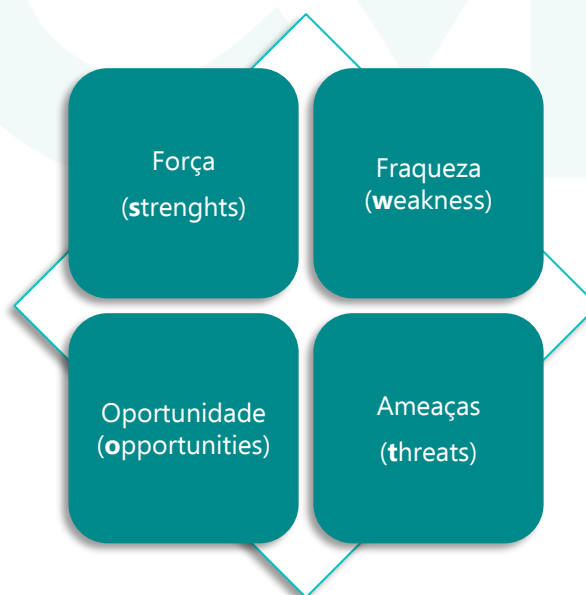 Força
(strenghts)
Fraqueza
(weakness)
Oportunidade
(opportunities)
Ameaças
(threats)